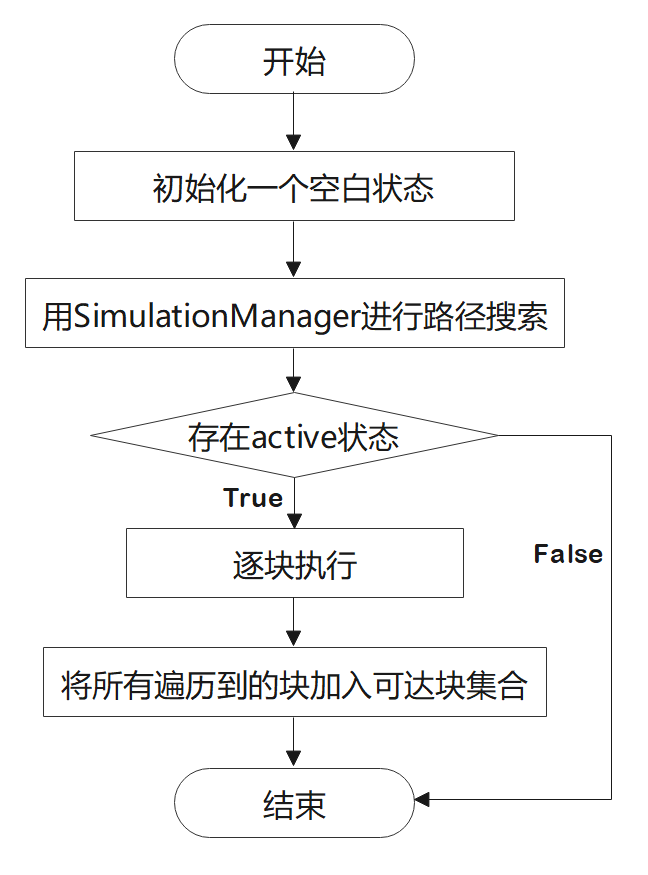 开始
初始化一个空白状态
用SimulationManager进行路径搜索
存在active状态
True
逐块执行
False
将所有遍历到的块加入可达块集合
结束